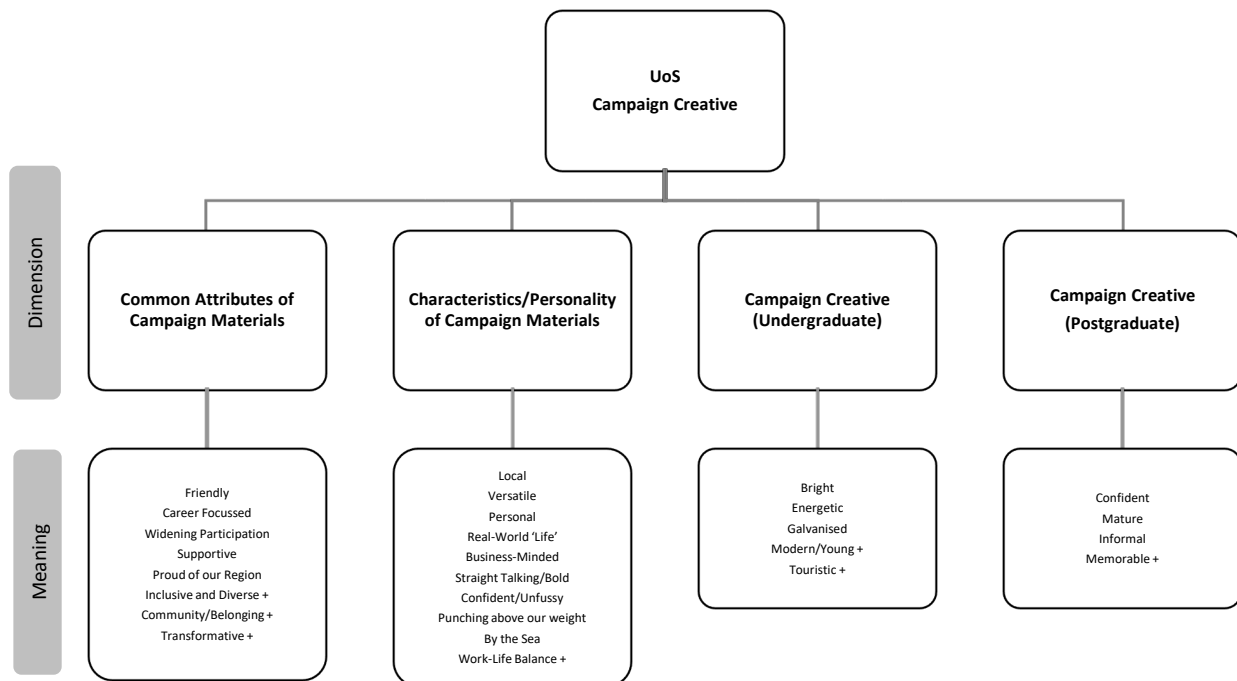 UoS
Campaign Creative
Dimension
Common Attributes of
Campaign Materials
Characteristics/Personality
of Campaign Materials
Campaign Creative
(Undergraduate)
Campaign Creative
(Postgraduate)
Meaning
Friendly
Career Focussed
Widening Participation
Supportive
Proud of our Region
Inclusive and Diverse +
Community/Belonging +
Transformative +
Local
Versatile
Personal
Real-World ‘Life’
Business-Minded
Straight Talking/Bold
Confident/Unfussy
Punching above our weight
By the Sea
Work-Life Balance +
Bright
Energetic
Galvanised
Modern/Young +
Touristic +
Confident
Mature
Informal
Memorable +